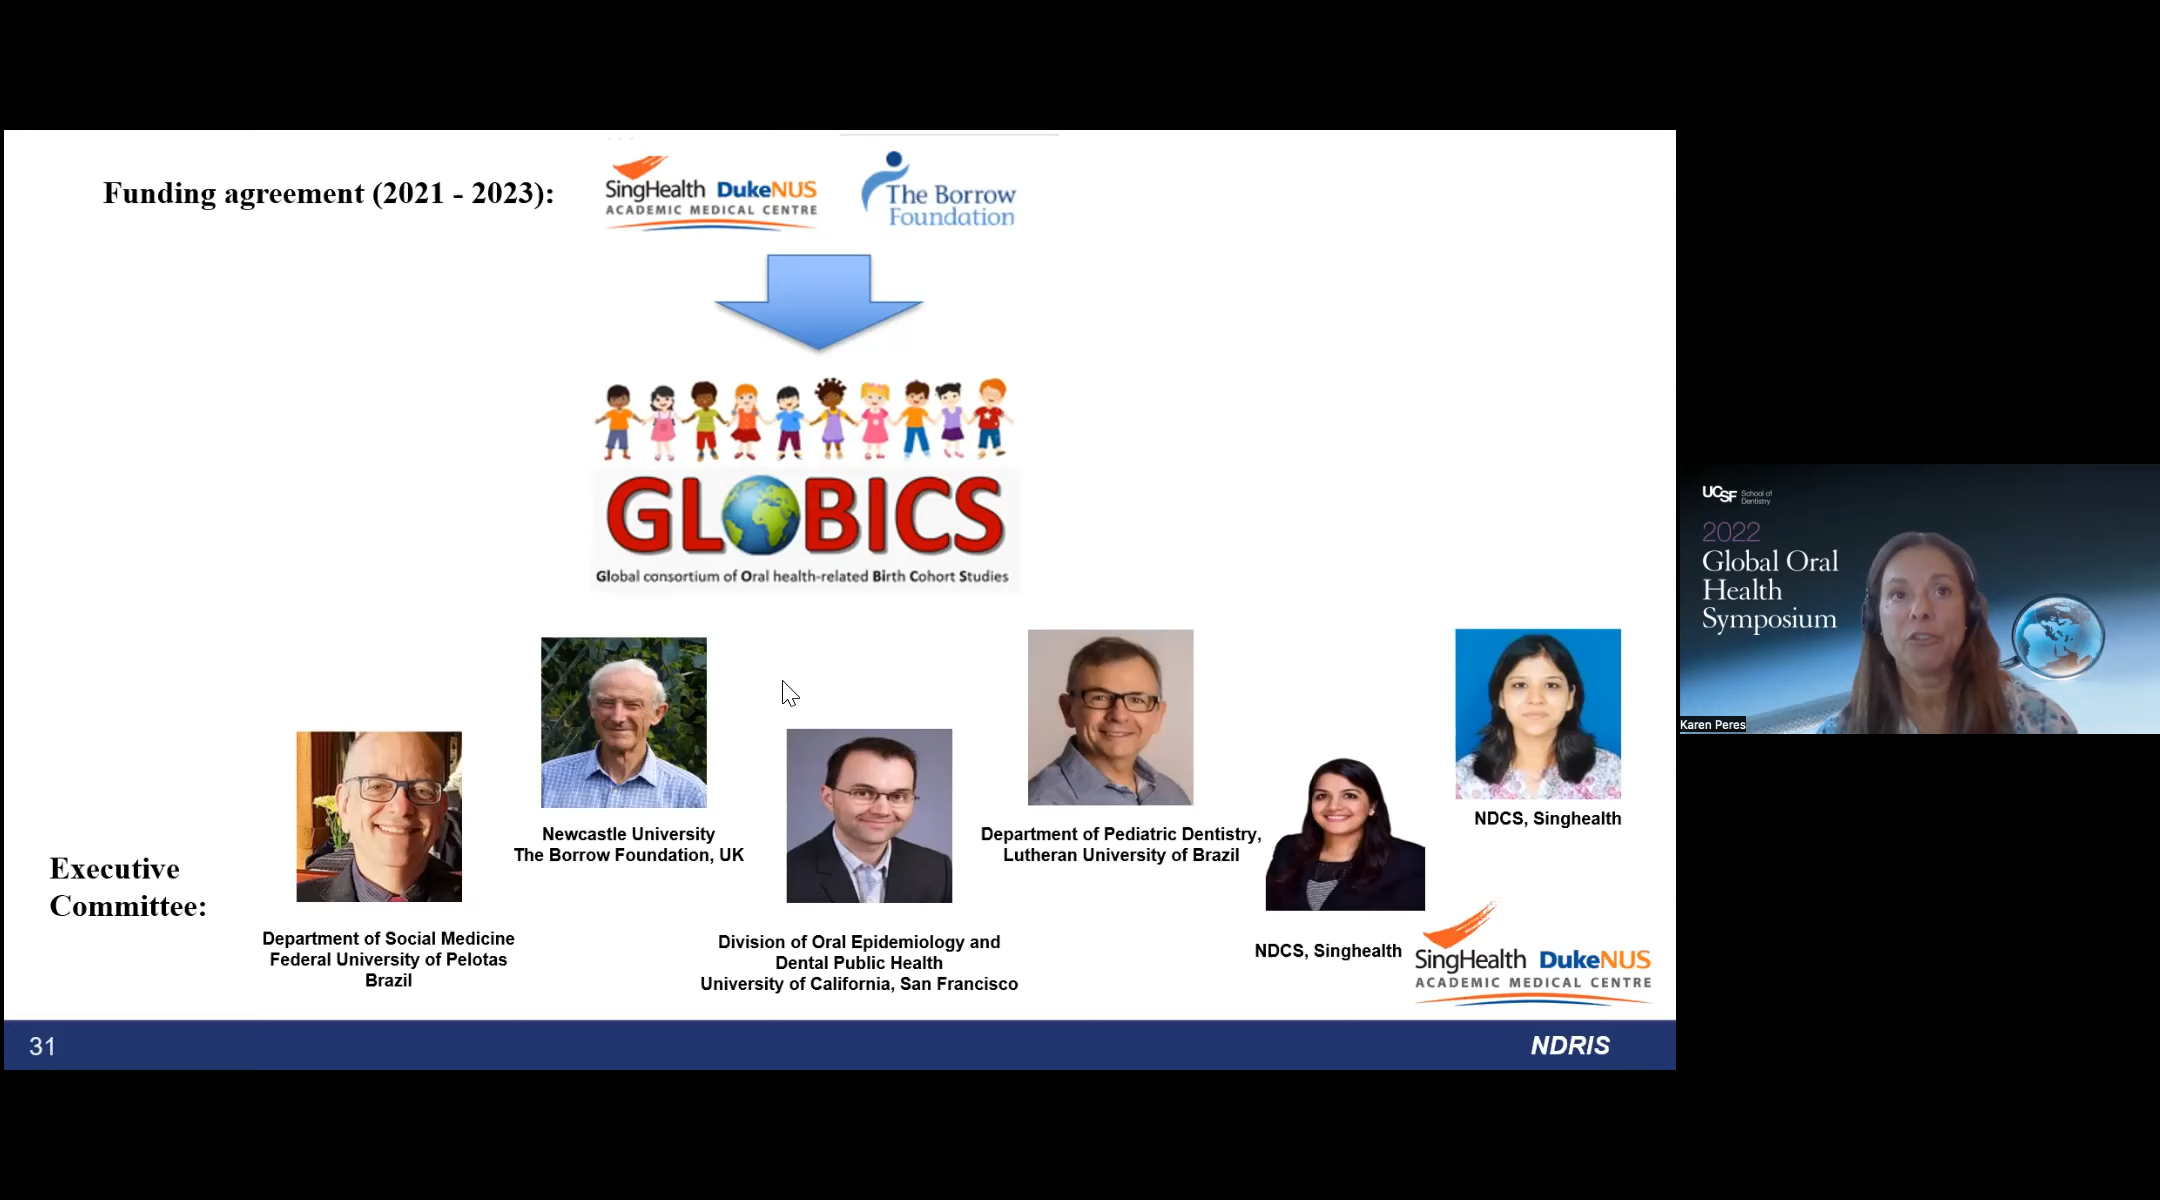 Funding agreement (2021 - 2023):
SingHealth DukeNUS
ACADEMIC MEDICAL CENTRE
The Borrow
Foundation
GLOBICS
Global consortium of Oral health-related Birth Cohort Studies
Executive
Committee:
Department of Social Medicine
Federal University of Pelotas
Brazil
Newcastle University
The Borrow Foundation, UK
Division of Oral Epidemiology and
Dental Public Health
University of California, San Francisco
Department of Pediatric Dentistry,
Lutheran University of Brazil
NDCS, Singhealth
NDCS, Singhealth
SingHealth DukeNUS
ACADEMIC MEDICAL CENTRE
31
NDRIS
UCSF School of
Dentistry
2022
Global Oral
Health
Symposium
Karen Peres